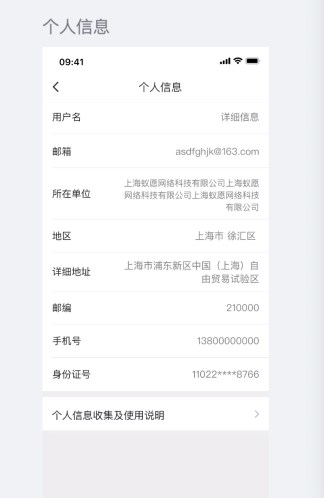 个人信息
09:41
个人信息
用户名 详细信息
邮箱 asdfghjk@163.com
所在单位 上海蚁愿网络科技有限公司上海蚁愿
网络科技有限公司上海蚁愿网络科技
有限公司
地区 上海市 徐汇区
详细地址 上海市浦东新区中国（上海）自
由贸易试验区
邮编 210000
手机号 13800000000
身份证号 11022****8766
个人信息收集及使用说明